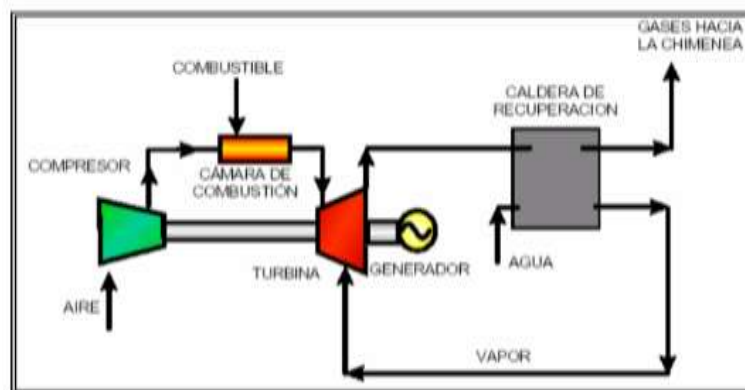 GASES HACIA
LA CHIMENEA
COMBUSTIBLE
CALDERA DE
RECUPERACION
COMPRESOR
CÁMARA DE
COMBUSTIÓN
TURBINA
GENERADOR
AGUA
AIRE
VAPOR